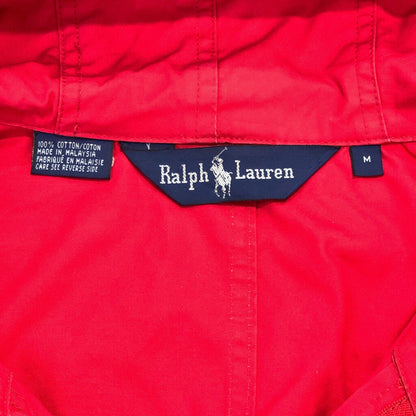 100% COTTON/COTON
MADE IN MALAYSIA
FABRIQUÉ EN MALAISIE
CARE SEE REVERSE SIDE
Ralph Lauren
M